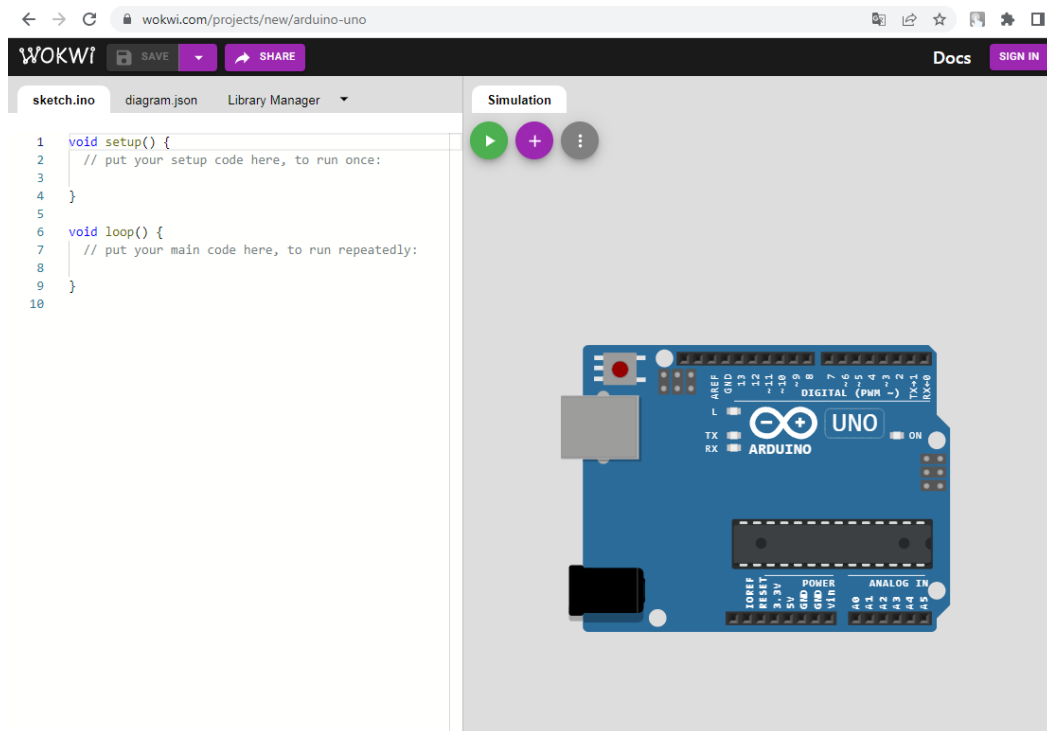 wokwi.com/projects/new/arduino-uno
WOKWi SAVE SHARE Docs SIGN IN
sketch.ino diagram.json Library Manager
1 void setup() {
2 // put your setup code here, to run once:
3
4 }
5
6 void loop() {
7 // put your main code here, to run repeatedly:
8
9 }
10
Simulation
AREF GND 13 12 ~11 ~10 ~9 8 7 ~6 ~5 4 ~3 2 TX→1 RX←0
DIGITAL (PWM ~)
L
UNO
TX
ON
RX
ARDUINO
POWER
ANALOG IN
IOREF RESET 3.3V 5V GND GND Vin A0 A1 A2 A3 A4 A5